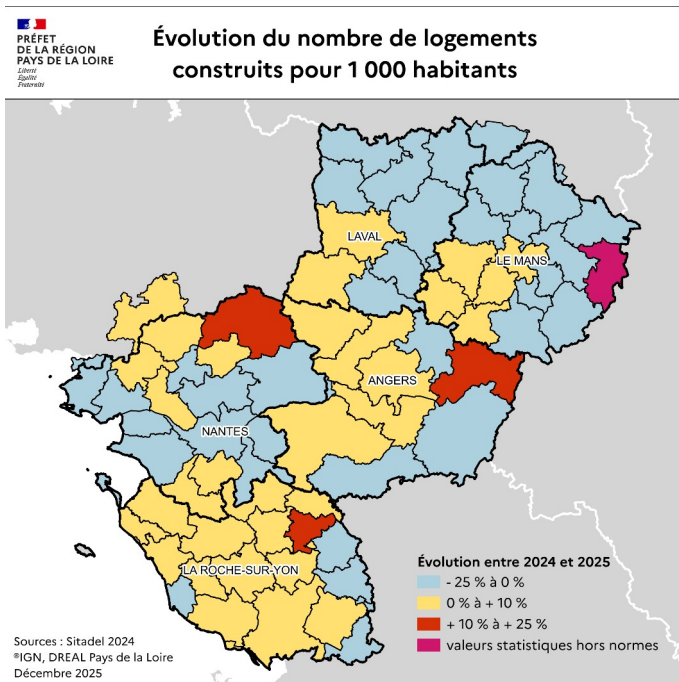 PRÉFET
DE LA RÉGION
PAYS DE LA LOIRE
Liberté
Égalité
Fraternité
Évolution du nombre de logements
construits pour 1 000 habitants
LAVAL
LE MANS
ANGERS
NANTES
LA ROCHE-SUR-YON
Évolution entre 2024 et 2025
- 25 % à 0 %
0 % à + 10 %
+ 10 % à + 25 %
valeurs statistiques hors normes
Sources : Sitadel 2024
®IGN, DREAL Pays de la Loire
Décembre 2025